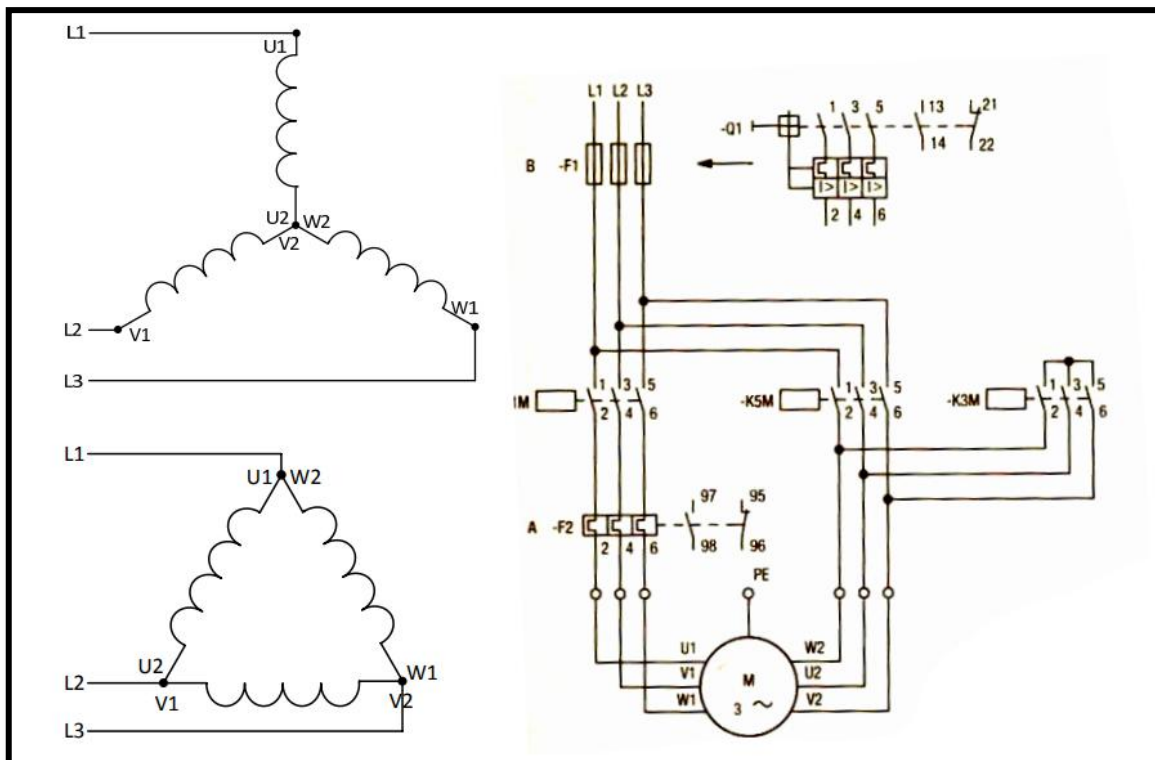 L1
U1
U2 W2
V2
L2
V1
W1
L3
L1
U1 W2
U2
W1
L2
V1
V2
L3
L1 L2 L3
B -F1
-Q1
1 3 5
13
21
14
22
I> I> I>
2 4 6
1M
1 3 5
2 4 6
-K5M
1 3 5
2 4 6
-K3M
1 3 5
2 4 6
A -F2
97
95
2 4 6
98
96
PE
U1
V1
W1
M
3 ~
W2
U2
V2